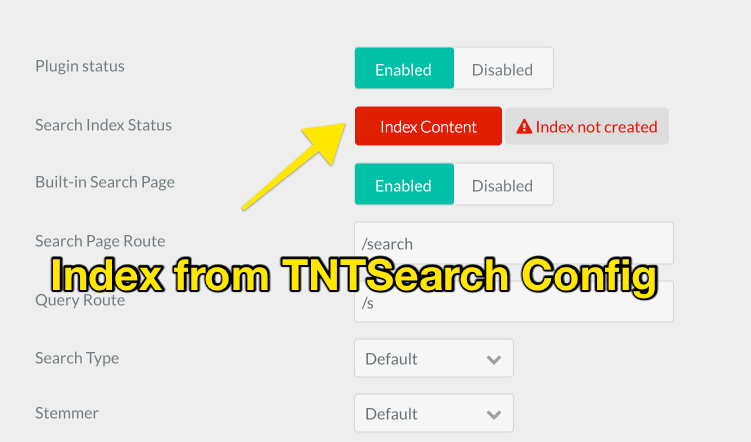 Plugin status Enabled Disabled
Search Index Status Index Content Index not created
Built-in Search Page Enabled Disabled
Search Page Route /search
Index from TNTSearch Config
Query Route /s
Search Type Default
Stemmer Default